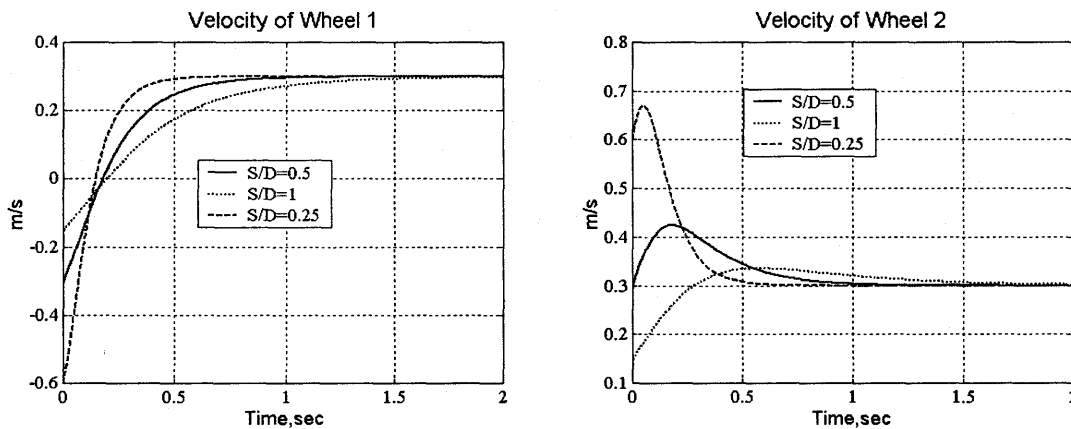 Velocity of Wheel 1
0.4
0.2
0
-0.2
-0.4
-0.6
m/s
S/D=0.5
S/D=1
S/D=0.25
0
0.5
1
1.5
2
Time,sec
Velocity of Wheel 2
0.8
0.7
0.6
0.5
0.4
0.3
0.2
0.1
m/s
S/D=0.5
S/D=1
S/D=0.25
0
0.5
1
1.5
2
Time,sec